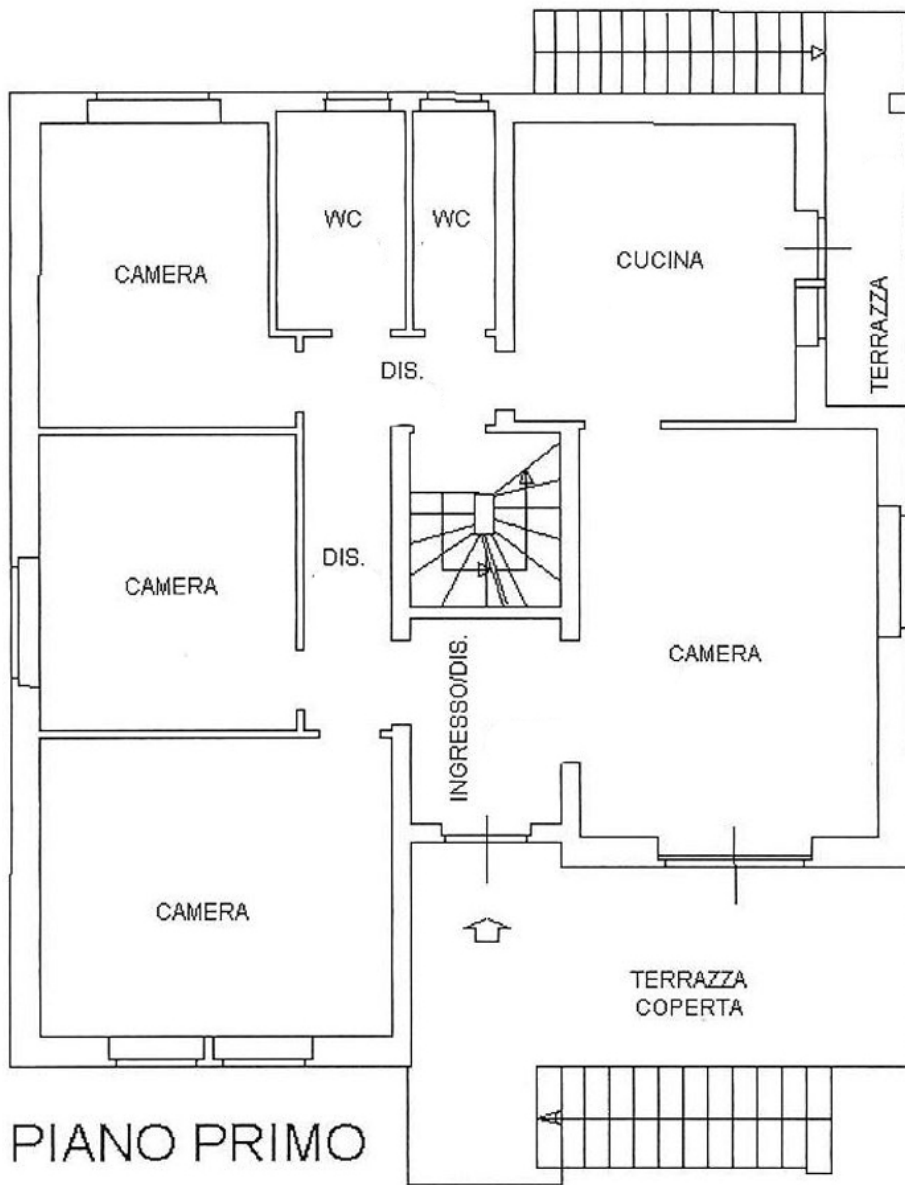 WC
WC
CUCINA
CAMERA
TERRAZZA
DIS.
DIS.
CAMERA
INGRESSO/DIS.
CAMERA
CAMERA
TERRAZZA
COPERTA
PIANO PRIMO